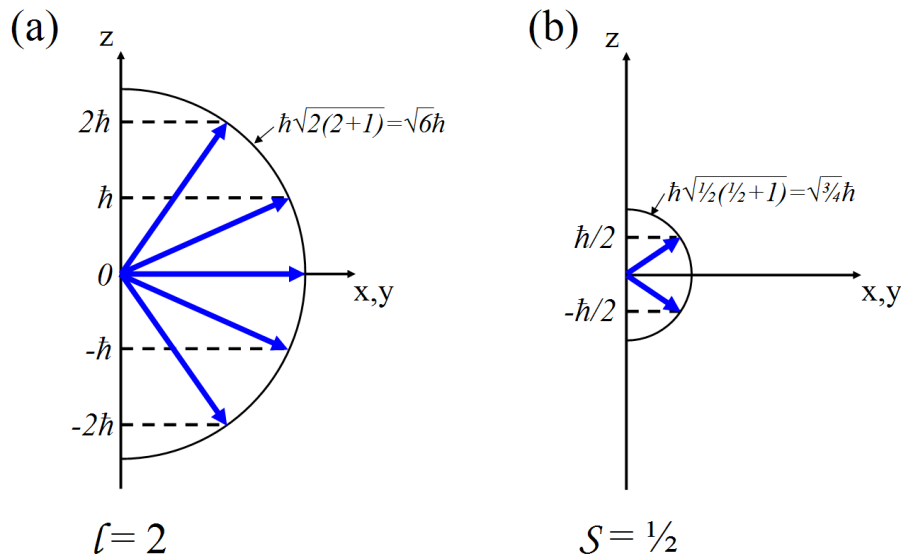 (a)
z
2ħ
ħ√2(2+1)=√6ħ
ħ
0
x,y
-ħ
-2ħ
l= 2
(b)
z
ħ√½(½+1)=√¾ħ
ħ/2
x,y
-ħ/2
S = ½